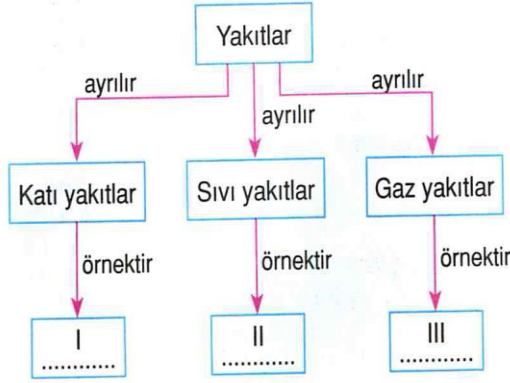 Yakıtlar
ayrılır
ayrılır
ayrılır
Katı yakıtlar
Sıvı yakıtlar
Gaz yakıtlar
örnektir
örnektir
örnektir
I
............
II
............
III
............